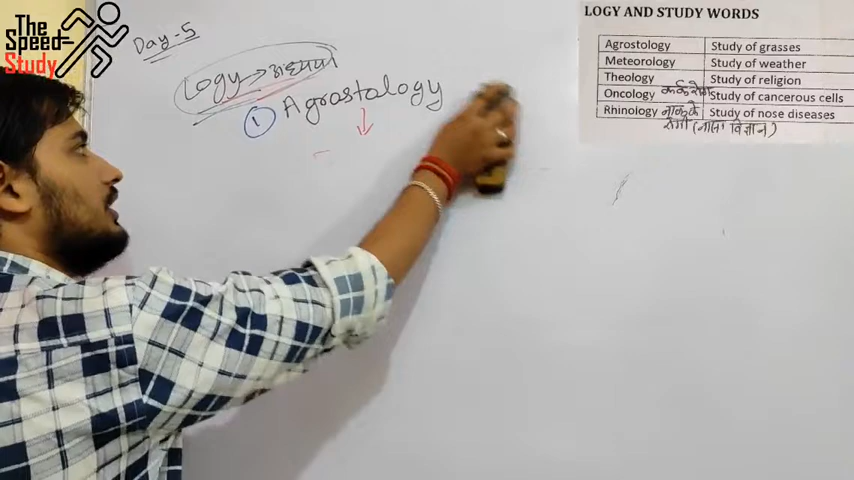 The
Speed-
Study
Day-5
Logy → अध्ययन
① Agrostology
LOGY AND STUDY WORDS
Agrostology Study of grasses
Meteorology Study of weather
Theology Study of religion
Oncology कर्क रोग Study of cancerous cells
Rhinology नाक के Study of nose diseases
रोगों (नासा विज्ञान)